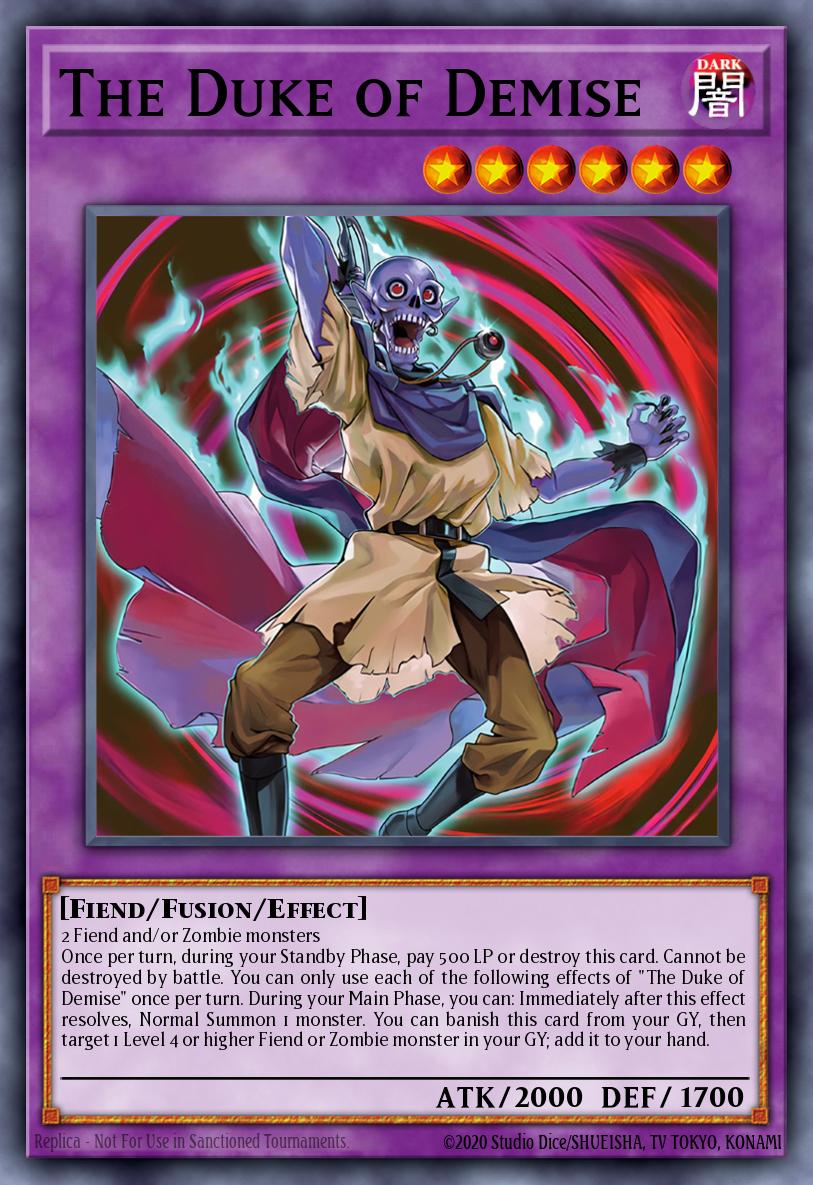 The Duke of Demise
DARK
闇
[Fiend/Fusion/Effect]
2 Fiend and/or Zombie monsters
Once per turn, during your Standby Phase, pay 500 LP or destroy this card. Cannot be
destroyed by battle. You can only use each of the following effects of "The Duke of
Demise" once per turn. During your Main Phase, you can: Immediately after this effect
resolves, Normal Summon 1 monster. You can banish this card from your GY, then
target 1 Level 4 or higher Fiend or Zombie monster in your GY; add it to your hand.
ATK/2000 DEF/1700
Replica - Not For Use in Sanctioned Tournaments.
©2020 Studio Dice/SHUEISHA, TV TOKYO, KONAMI